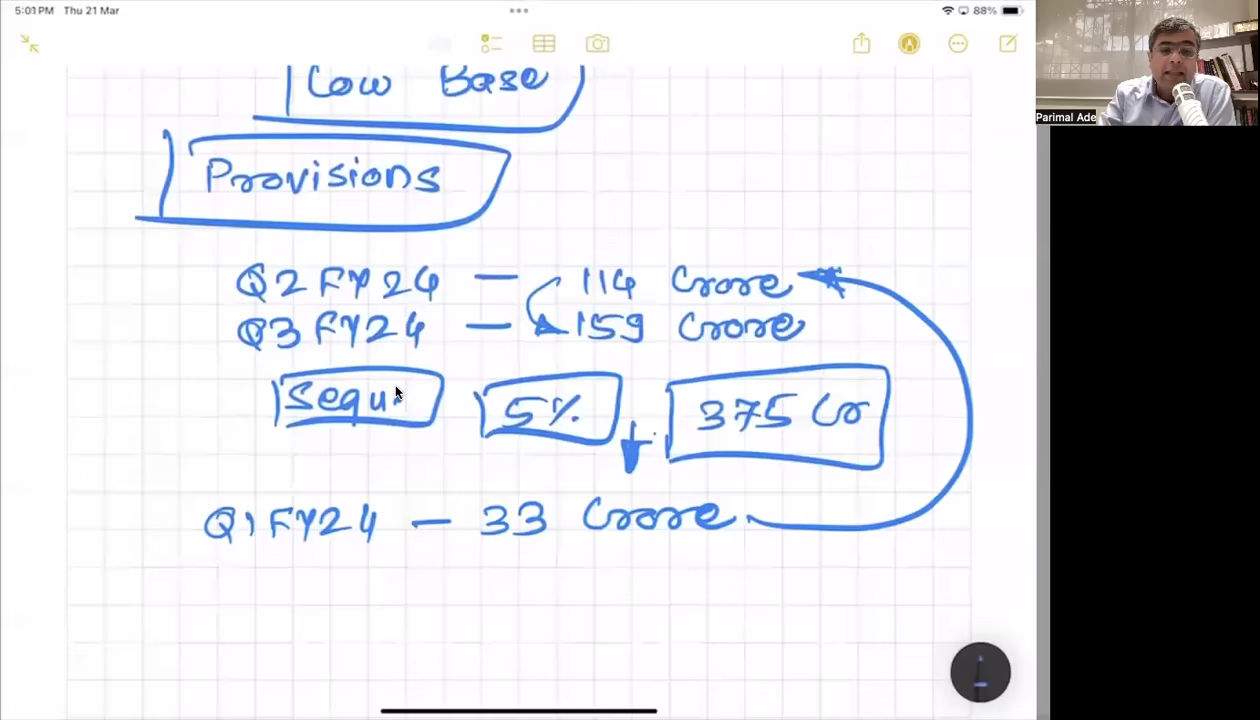 5:01 PM Thu 21 Mar
88%
Parimal Ade
Low Base
Provisions
Q2 FY24 — 114 Crore
Q3 FY24 — 159 Crore
Sequ. 5% 375 Cr
Q1 FY24 — 33 Crore